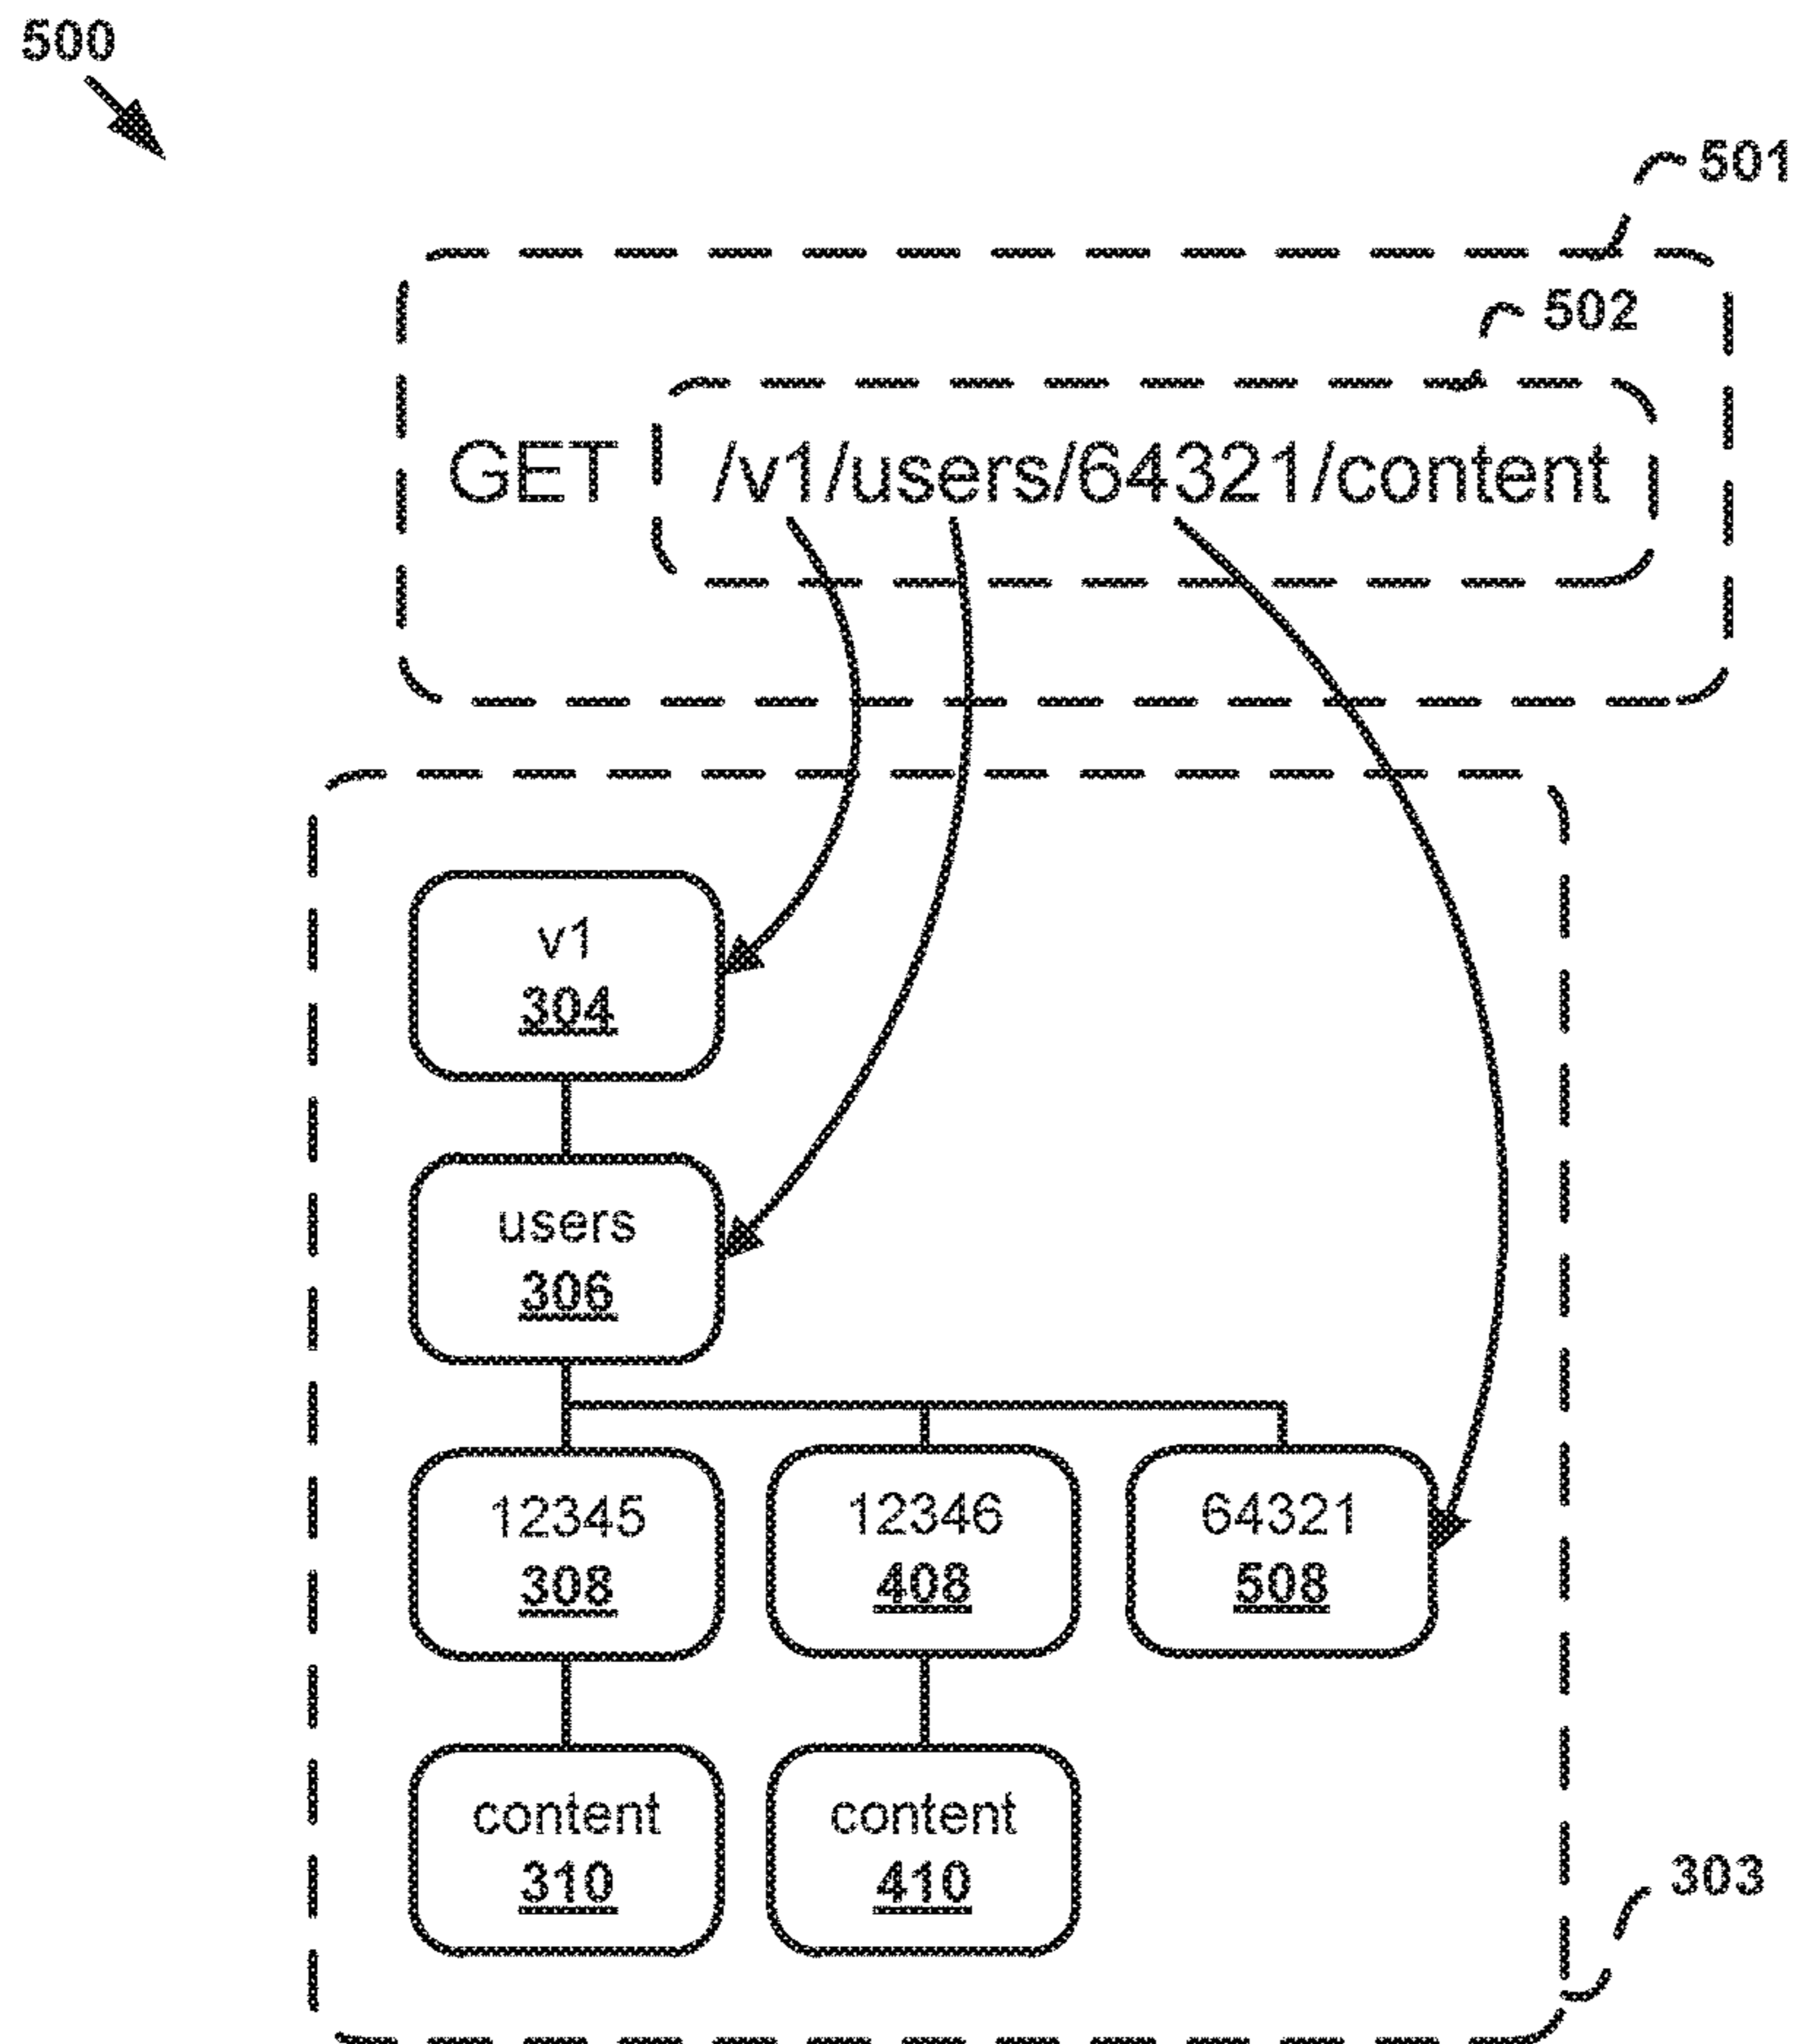 500
501
502
GET /v1/users/64321/content
v1
304
users
306
12345
308
12346
408
64321
508
content
310
content
410
303